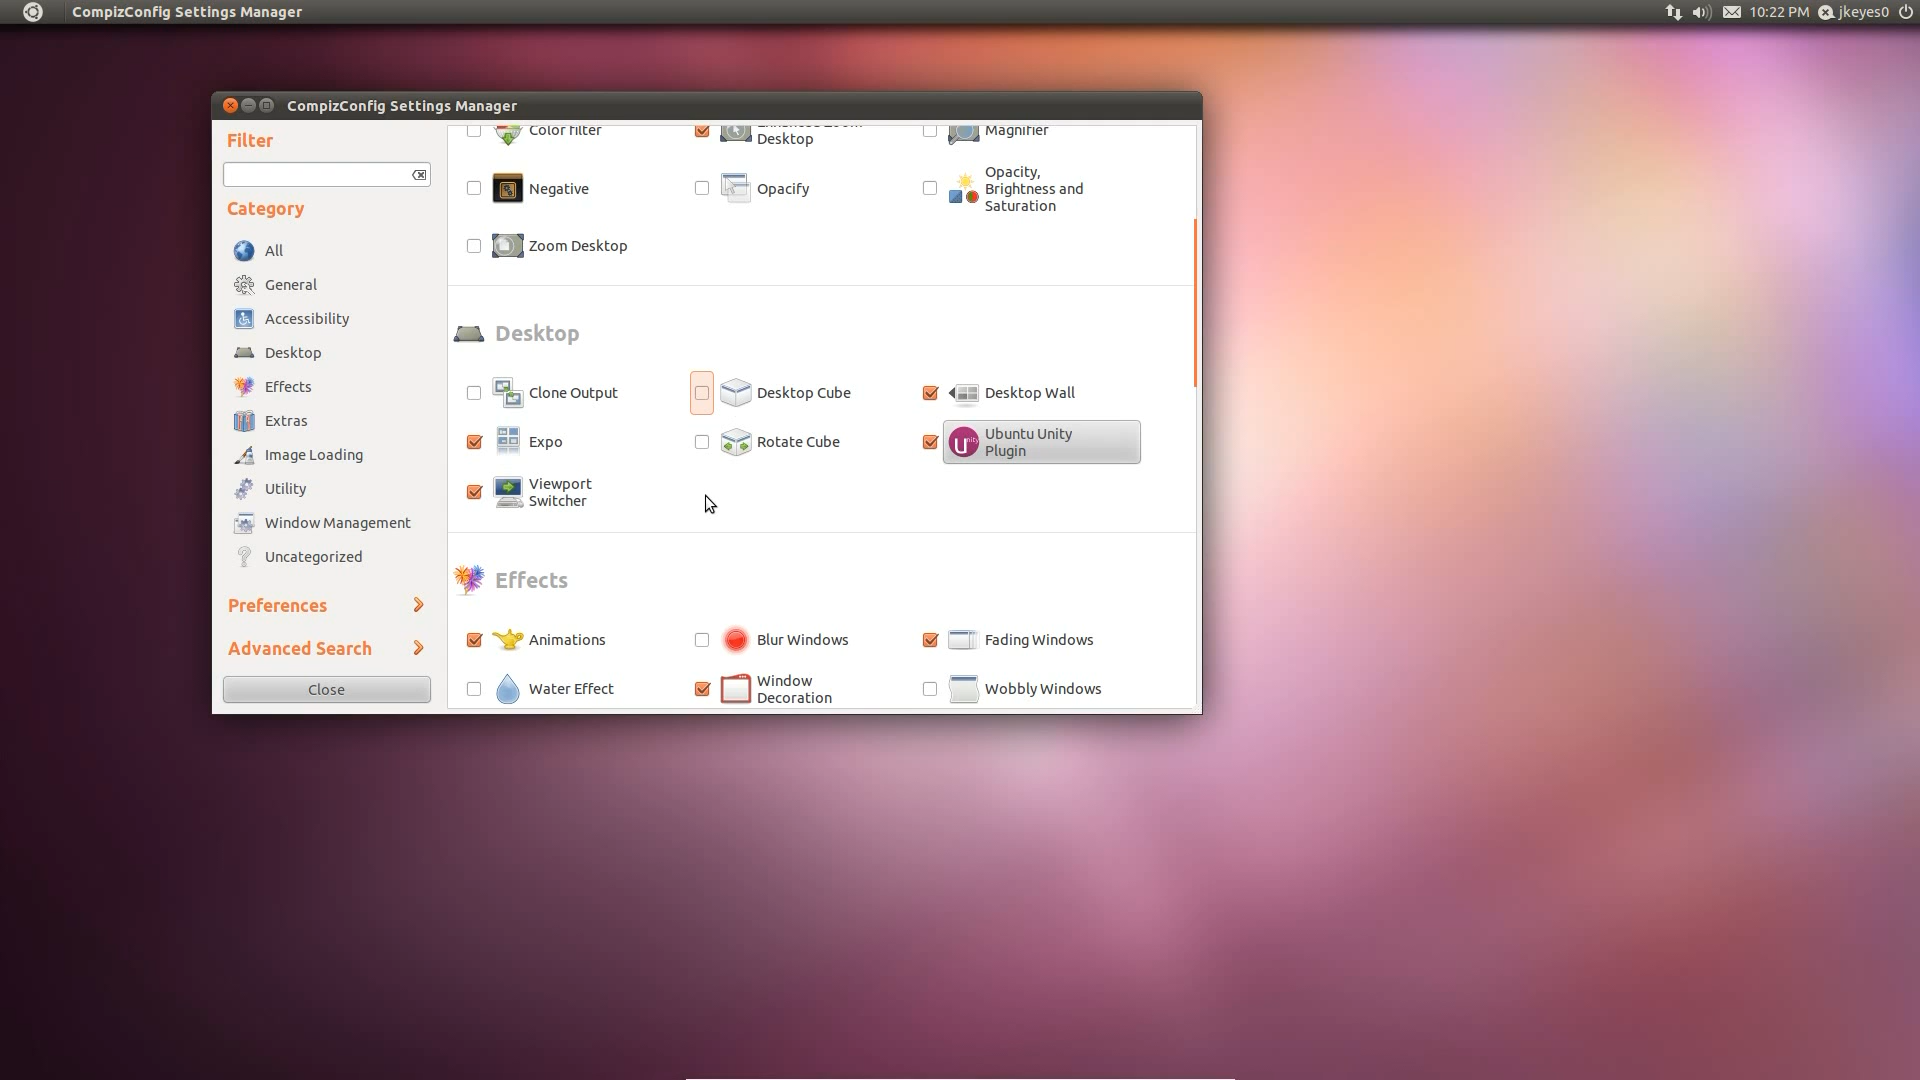 CompizConfig Settings Manager
10:22 PM jkeyes0
CompizConfig Settings Manager
Filter
Category
All
General
Accessibility
Desktop
Effects
Extras
Image Loading
Utility
Window Management
Uncategorized
Preferences
Advanced Search
Close
Color filter
Enhanced Zoom
Desktop
Magnifier
Negative
Opacify
Opacity,
Brightness and
Saturation
Zoom Desktop
Desktop
Clone Output
Desktop Cube
Desktop Wall
Expo
Rotate Cube
Ubuntu Unity
Plugin
Viewport
Switcher
Effects
Animations
Blur Windows
Fading Windows
Water Effect
Window
Decoration
Wobbly Windows